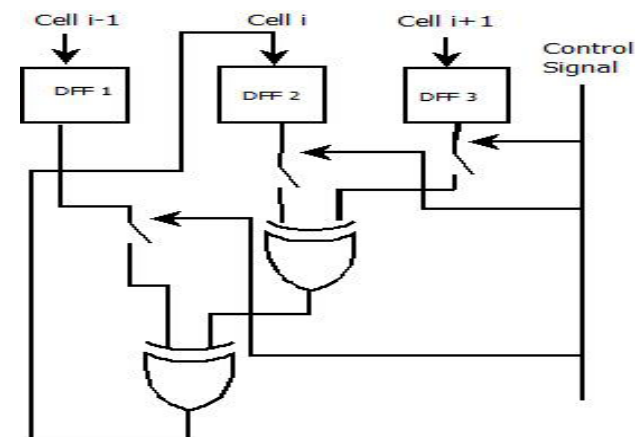 Cell i-1
Cell i
Cell i+1
Control
Signal
DFF 1
DFF 2
DFF 3